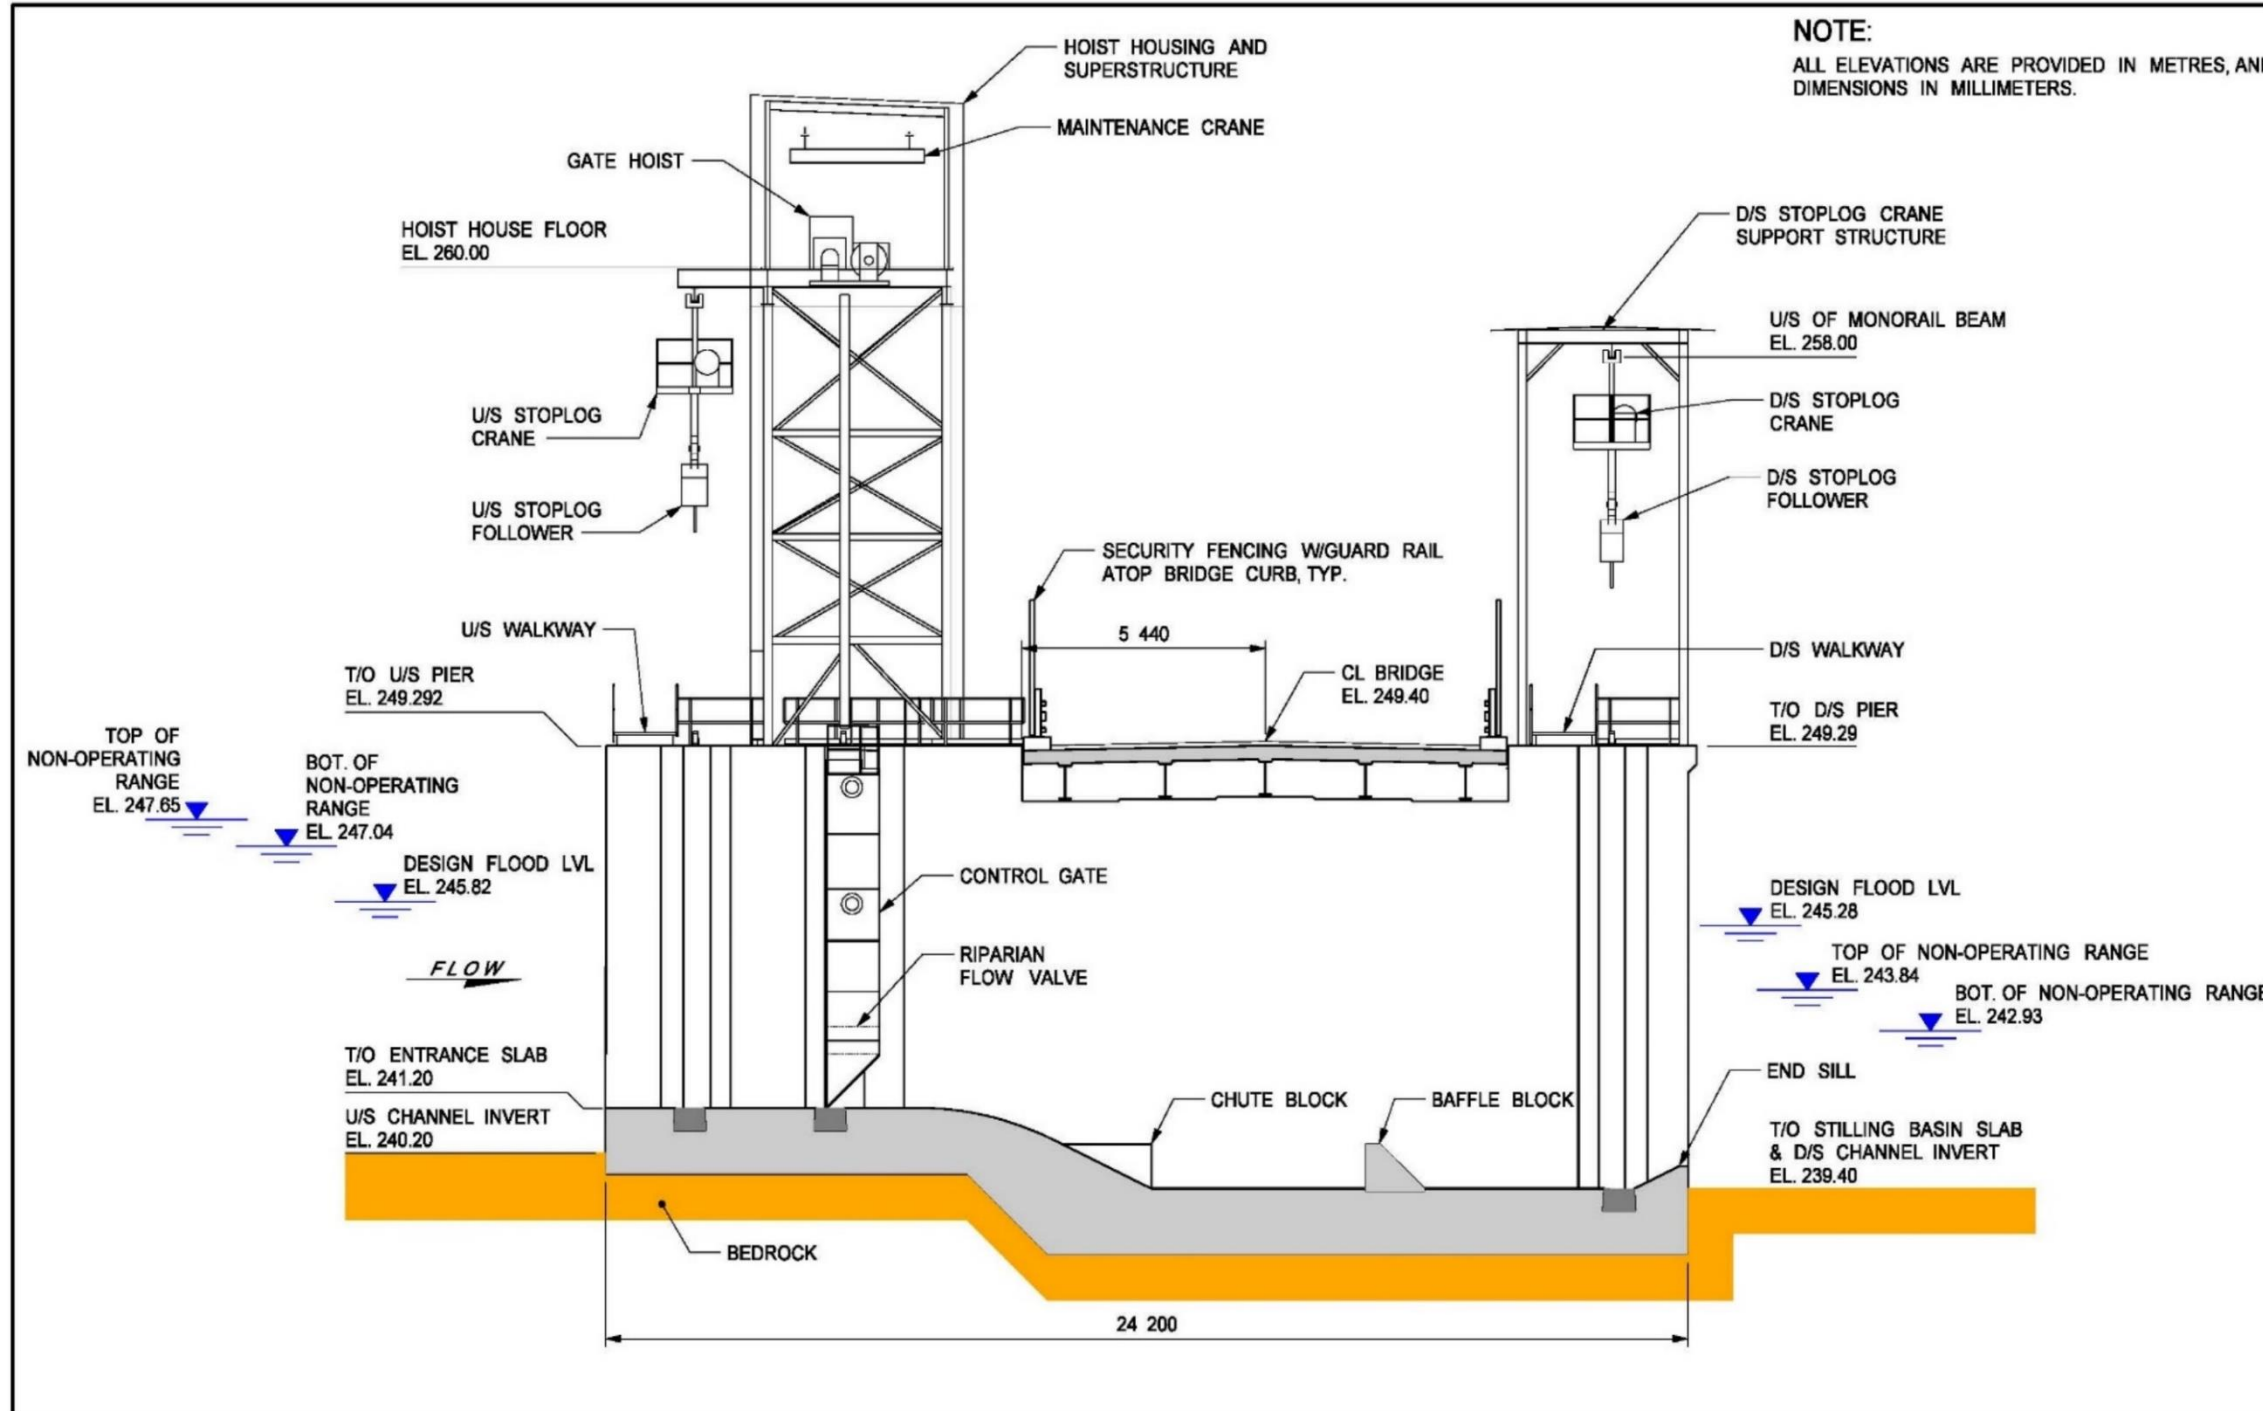 NOTE:
ALL ELEVATIONS ARE PROVIDED IN METRES,
DIMENSIONS IN MILLIMETERS.
HOIST HOUSING AND
SUPERSTRUCTURE
MAINTENANCE CRANE
GATE HOIST
HOIST HOUSE FLOOR
EL. 260.00
D/S STOPLOG CRANE
SUPPORT STRUCTURE
U/S OF MONORAIL BEAM
EL. 258.00
U/S STOPLOG
CRANE
D/S STOPLOG
CRANE
U/S STOPLOG
FOLLOWER
D/S STOPLOG
FOLLOWER
SECURITY FENCING W/GUARD RAIL
ATOP BRIDGE CURB, TYP.
U/S WALKWAY
5 440
D/S WALKWAY
T/O U/S PIER
EL. 249.292
CL BRIDGE
EL. 249.40
T/O D/S PIER
EL. 249.29
TOP OF
NON-OPERATING
RANGE
EL. 247.65
BOT. OF
NON-OPERATING
RANGE
EL. 247.04
DESIGN FLOOD LVL
EL. 245.82
CONTROL GATE
DESIGN FLOOD LVL
EL. 245.28
FLOW
RIPARIAN
FLOW VALVE
TOP OF NON-OPERATING RANGE
EL. 243.84
BOT. OF NON-OPERATING RANGE
EL. 242.93
T/O ENTRANCE SLAB
EL. 241.20
END SILL
U/S CHANNEL INVERT
EL. 240.20
CHUTE BLOCK
BAFFLE BLOCK
T/O STILLING BASIN SLAB
& D/S CHANNEL INVERT
EL. 239.40
BEDROCK
24 200